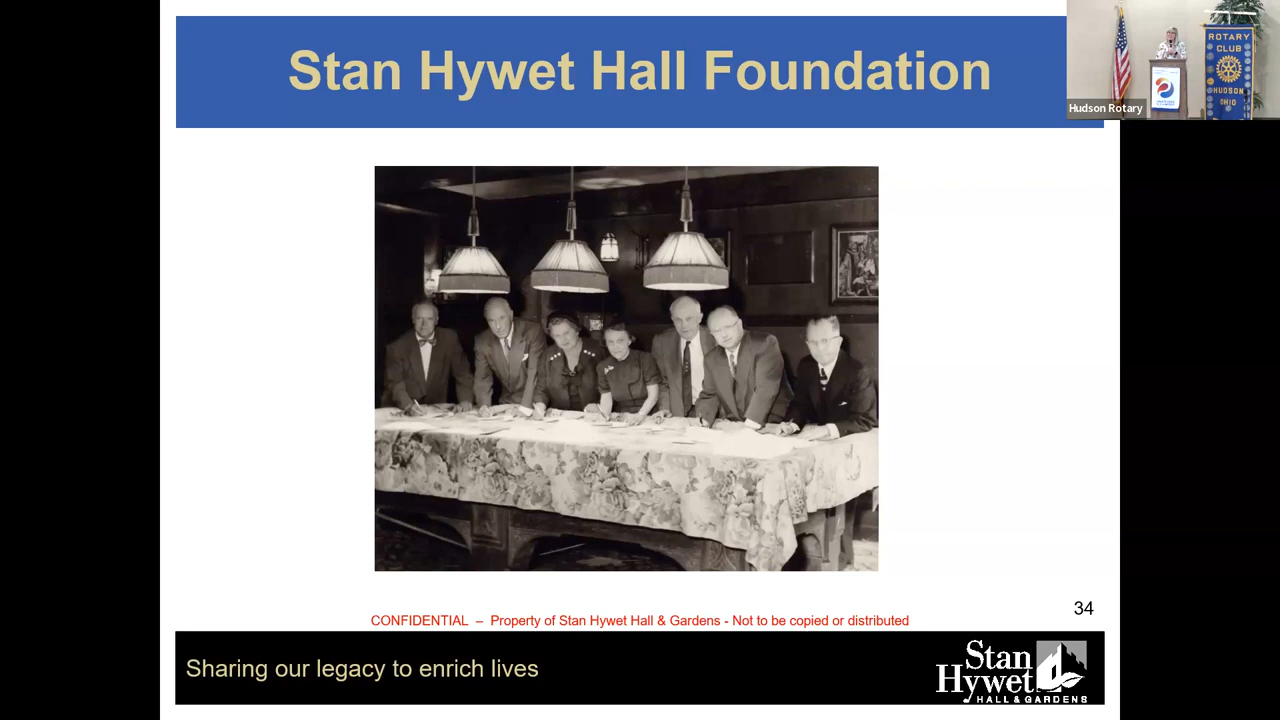 Stan Hywet Hall Foundation
ROTARY
CLUB
HUDSON
OHIO
Hudson Rotary
34
CONFIDENTIAL – Property of Stan Hywet Hall & Gardens - Not to be copied or distributed
Sharing our legacy to enrich lives
Stan
Hywet
HALL & GARDENS